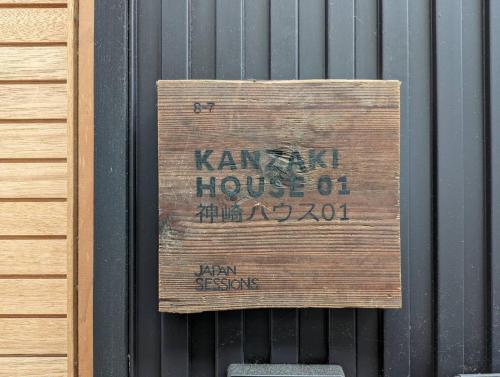 8-7
KANZAKI
HOUSE 01
神崎ハウス01
JAPAN
SESSIONS